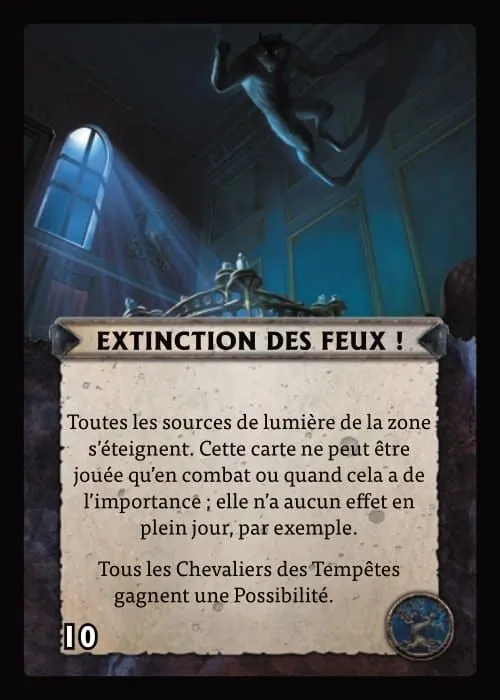 EXTINCTION DES FEUX !
Toutes les sources de lumière de la zone
s'éteignent. Cette carte ne peut être
jouée qu'en combat ou quand cela a de
l'importance ; elle n'a aucun effet en
plein jour, par exemple.
Tous les Chevaliers des Tempêtes
gagnent une Possibilité.
10